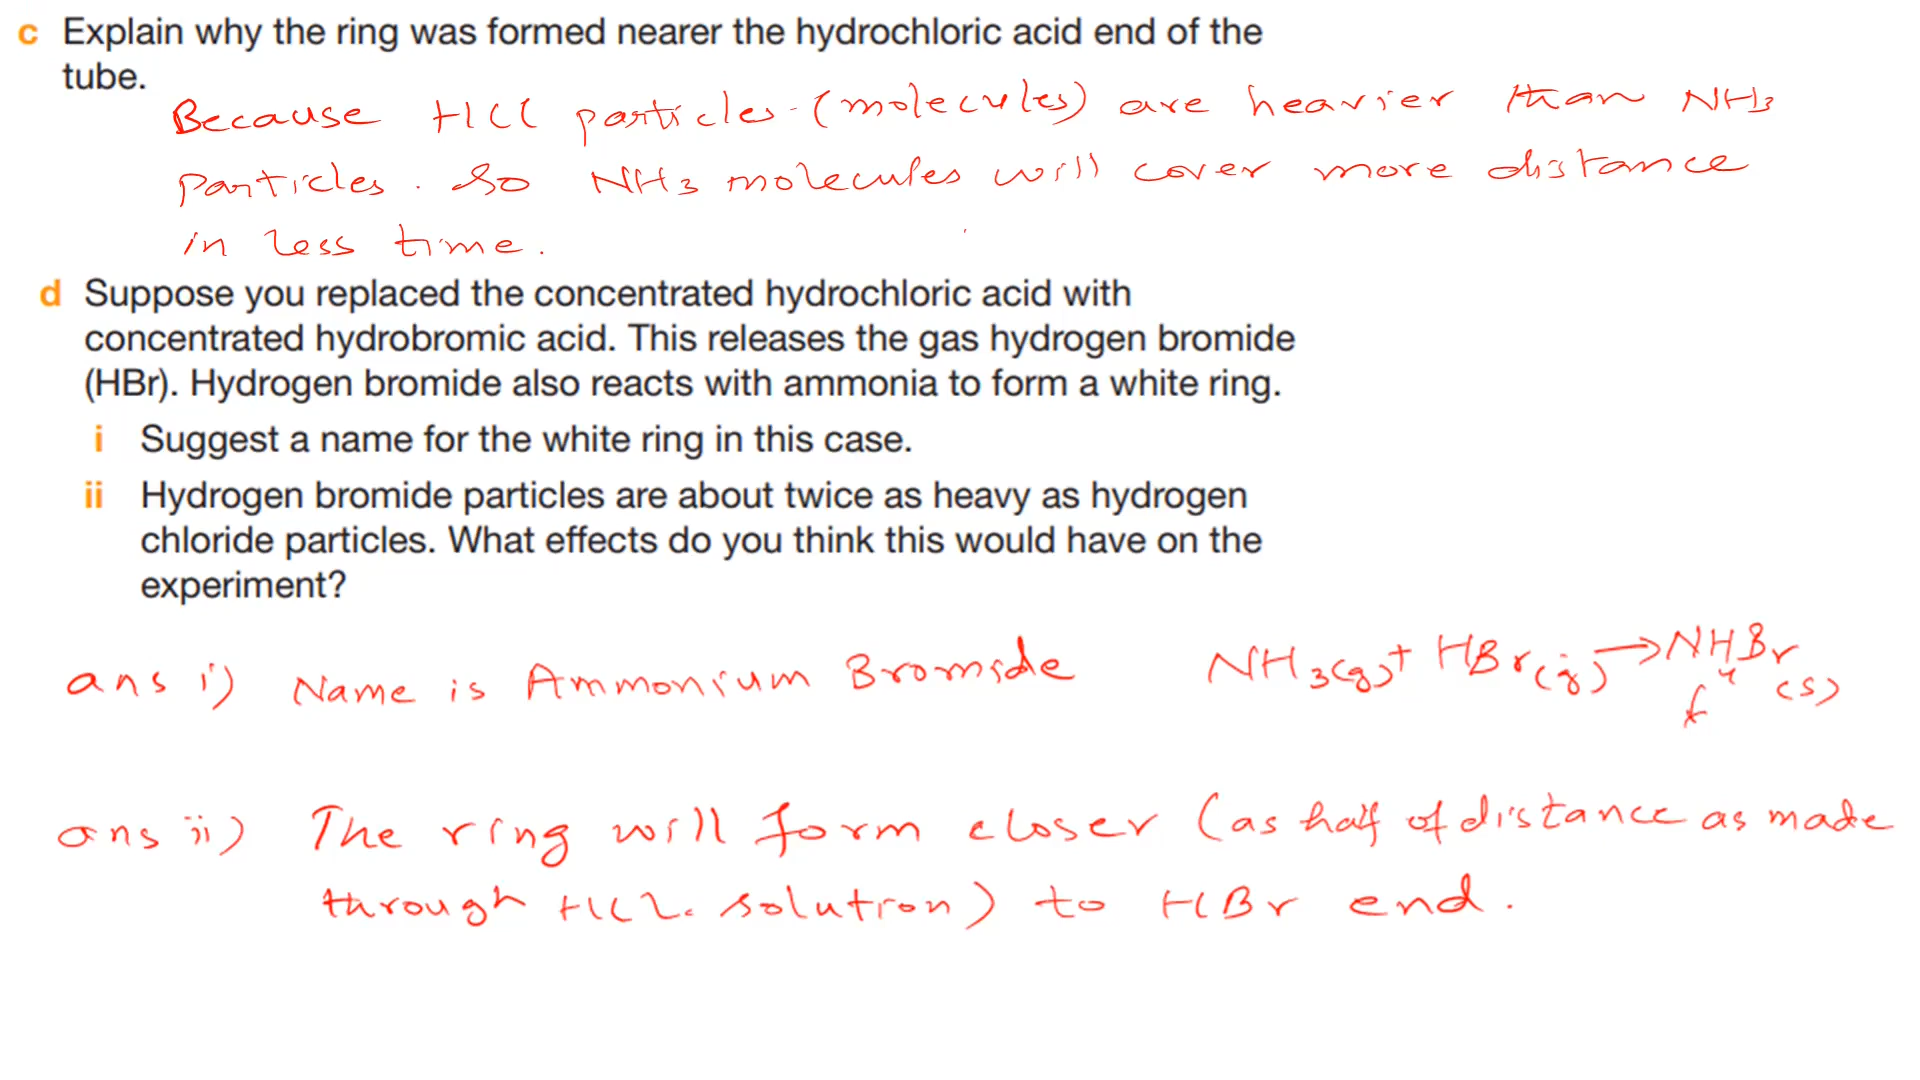 c Explain why the ring was formed nearer the hydrochloric acid end of the
tube.
Because HCl particles (molecules) are heavier than NH3
Particles. So NH3 molecules will cover more distance
in less time.
d Suppose you replaced the concentrated hydrochloric acid with
concentrated hydrobromic acid. This releases the gas hydrogen bromide
(HBr). Hydrogen bromide also reacts with ammonia to form a white ring.
i Suggest a name for the white ring in this case.
ii Hydrogen bromide particles are about twice as heavy as hydrogen
chloride particles. What effects do you think this would have on the
experiment?
ans i) Name is Ammonium Bromide NH3(g) + HBr(g) → NH4Br(s)
ans ii) The ring will form closer (as half of distance as made
through HCl solution) to HBr end.